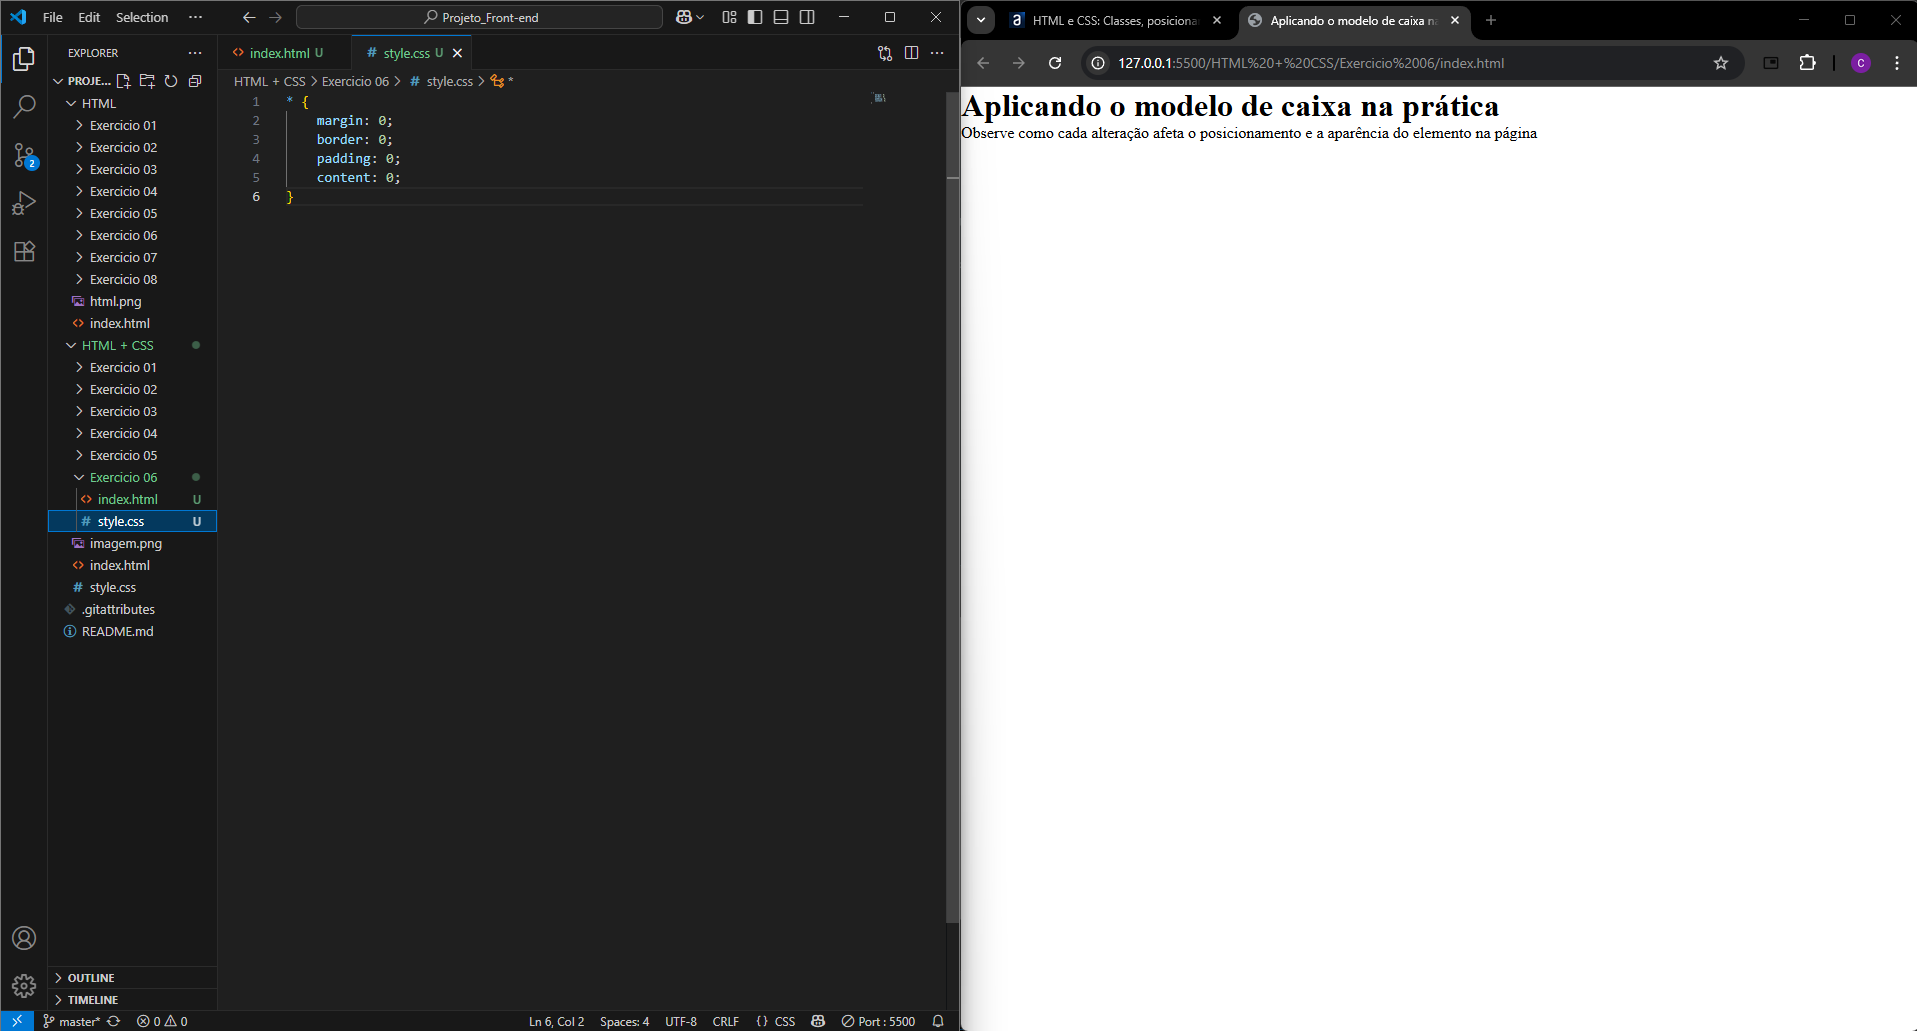 File Edit Selection ··· Projeto_Front-end
EXPLORER ···
PROJE...
HTML
Exercicio 01
Exercicio 02
Exercicio 03
Exercicio 04
Exercicio 05
Exercicio 06
Exercicio 07
Exercicio 08
html.png
index.html
HTML + CSS
Exercicio 01
Exercicio 02
Exercicio 03
Exercicio 04
Exercicio 05
Exercicio 06
index.html U
style.css U
imagem.png
index.html
style.css
.gitattributes
README.md
OUTLINE
TIMELINE
index.html U # style.css U
HTML + CSS > Exercicio 06 > # style.css > *
1 * {
2 margin: 0;
3 border: 0;
4 padding: 0;
5 content: 0;
6 }
master* 0 0 Ln 6, Col 2 Spaces: 4 UTF-8 CRLF {} CSS Port : 5500
2
a HTML e CSS: Classes, posiciona Aplicando o modelo de caixa n
127.0.0.1:5500/HTML%20+%20CSS/Exercicio%2006/index.html C
Aplicando o modelo de caixa na prática
Observe como cada alteração afeta o posicionamento e a aparência do elemento na página